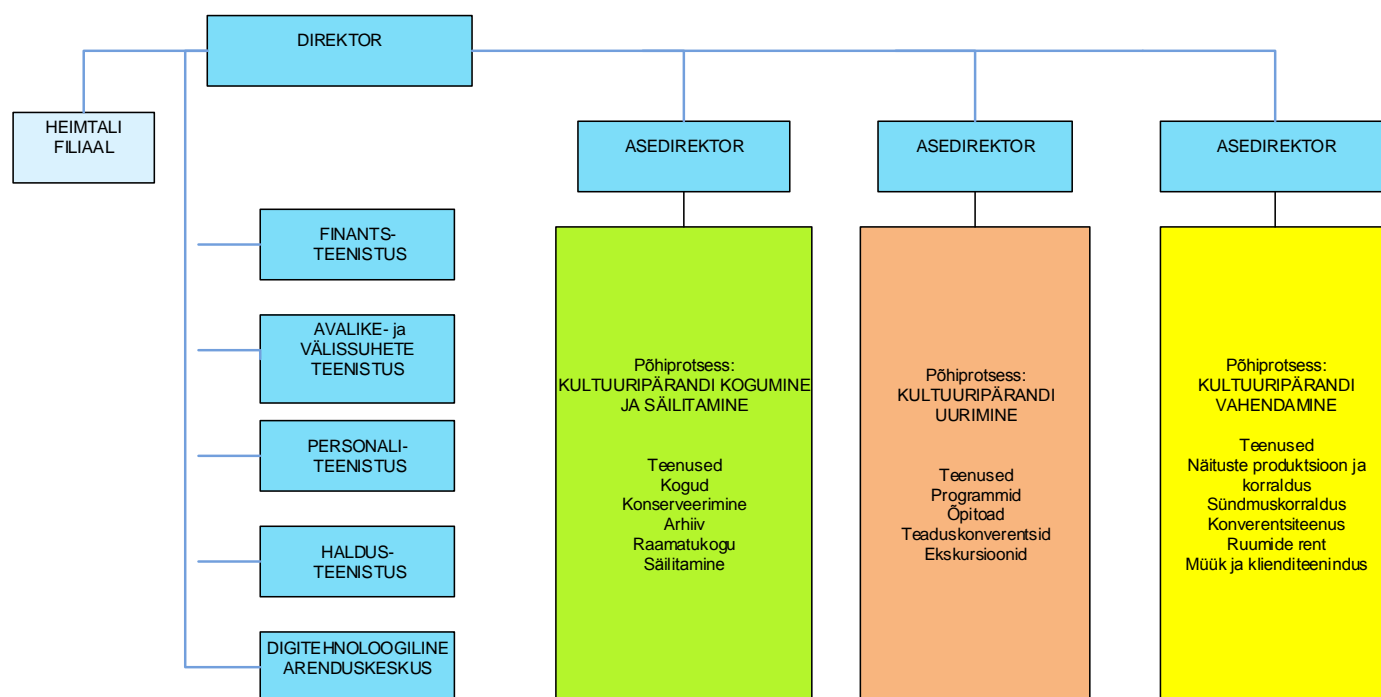 DIREKTOR
HEIMTALI
FILIAAL
ASEDIREKTOR
ASEDIREKTOR
ASEDIREKTOR
FINANTS-
TEENISTUS
AVALIKE- ja
VÄLISSUHETE
TEENISTUS
PERSONALI-
TEENISTUS
HALDUS-
TEENISTUS
DIGITEHNOLOOGILINE
ARENDUSKESKUS
Põhiprotsess:
KULTUURIPÄRANDI KOGUMINE
JA SÄILITAMINE
Teenused
Kogud
Konserveerimine
Arhiiv
Raamatukogu
Säilitamine
Põhiprotsess:
KULTUURIPÄRANDI
UURIMINE
Teenused
Programmid
Õpitoad
Teaduskonverentsid
Ekskursioonid
Põhiprotsess:
KULTUURIPÄRANDI
VAHENDAMINE
Teenused
Näituste produktsioon ja
korraldus
Sündmuskorraldus
Konverentsiteenus
Ruumide rent
Müük ja klienditeenindus